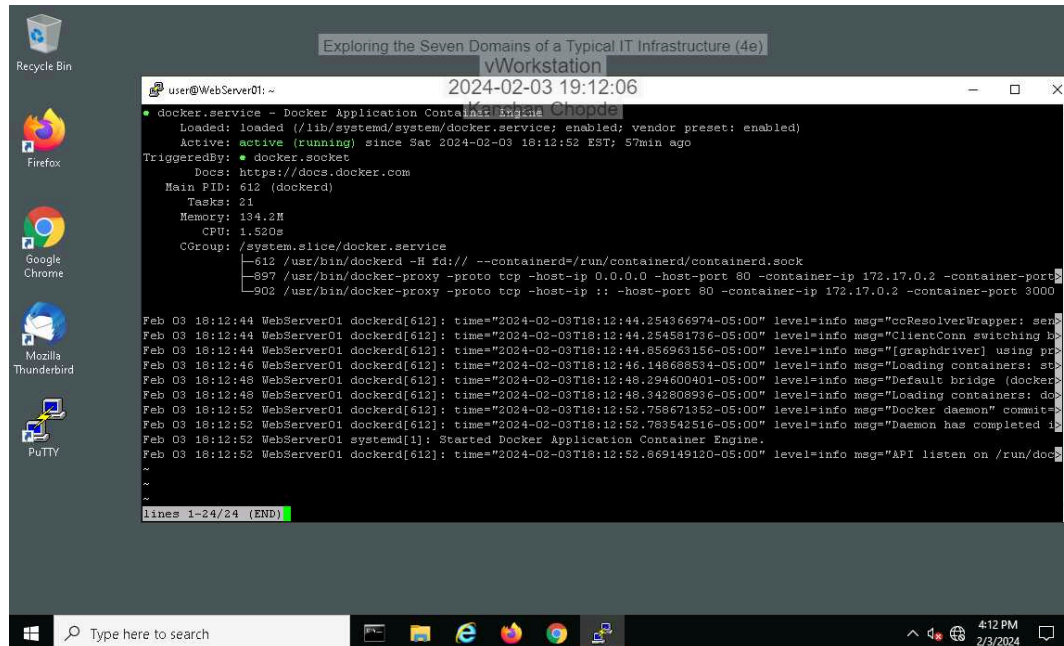 Recycle Bin
Exploring the Seven Domains of a Typical IT Infrastructure (4e)
vWorkstation
2024-02-03 19:12:06
Chopde
user@WebServer01: ~
● docker.service - Docker Application Container Engine
Loaded: loaded (/lib/systemd/system/docker.service; enabled; vendor preset: enabled)
Active: active (running) since Sat 2024-02-03 18:12:52 EST; 57min ago
TriggeredBy: ● docker.socket
Docs: https://docs.docker.com
Main PID: 612 (dockerd)
Tasks: 21
Memory: 134.2M
CPU: 1.520s
CGroup: /system.slice/docker.service
├─612 /usr/bin/dockerd -H fd:// --containerd=/run/containerd/containerd.sock
├─897 /usr/bin/docker-proxy -proto tcp -host-ip 0.0.0.0 -host-port 80 -container-ip 172.17.0.2 -container-port>
└─902 /usr/bin/docker-proxy -proto tcp -host-ip :: -host-port 80 -container-ip 172.17.0.2 -container-port 3000
Feb 03 18:12:44 WebServer01 dockerd[612]: time="2024-02-03T18:12:44.254366974-05:00" level=info msg="ccResolverWrapper: sen>
Feb 03 18:12:44 WebServer01 dockerd[612]: time="2024-02-03T18:12:44.254581736-05:00" level=info msg="ClientConn switching b>
Feb 03 18:12:44 WebServer01 dockerd[612]: time="2024-02-03T18:12:44.856963156-05:00" level=info msg="[graphdriver] using pr>
Feb 03 18:12:46 WebServer01 dockerd[612]: time="2024-02-03T18:12:46.148688534-05:00" level=info msg="Loading containers: st>
Feb 03 18:12:48 WebServer01 dockerd[612]: time="2024-02-03T18:12:48.294600401-05:00" level=info msg="Default bridge (docker>
Feb 03 18:12:48 WebServer01 dockerd[612]: time="2024-02-03T18:12:48.342808936-05:00" level=info msg="Loading containers: do>
Feb 03 18:12:52 WebServer01 dockerd[612]: time="2024-02-03T18:12:52.758671352-05:00" level=info msg="Docker daemon" commit=>
Feb 03 18:12:52 WebServer01 dockerd[612]: time="2024-02-03T18:12:52.783542516-05:00" level=info msg="Daemon has completed i>
Feb 03 18:12:52 WebServer01 systemd[1]: Started Docker Application Container Engine.
Feb 03 18:12:52 WebServer01 dockerd[612]: time="2024-02-03T18:12:52.869149120-05:00" level=info msg="API listen on /run/doc>
~
~
~
lines 1-24/24 (END)
Firefox
Google
Chrome
Mozilla
Thunderbird
PuTTY
Type here to search
4:12 PM
2/3/2024